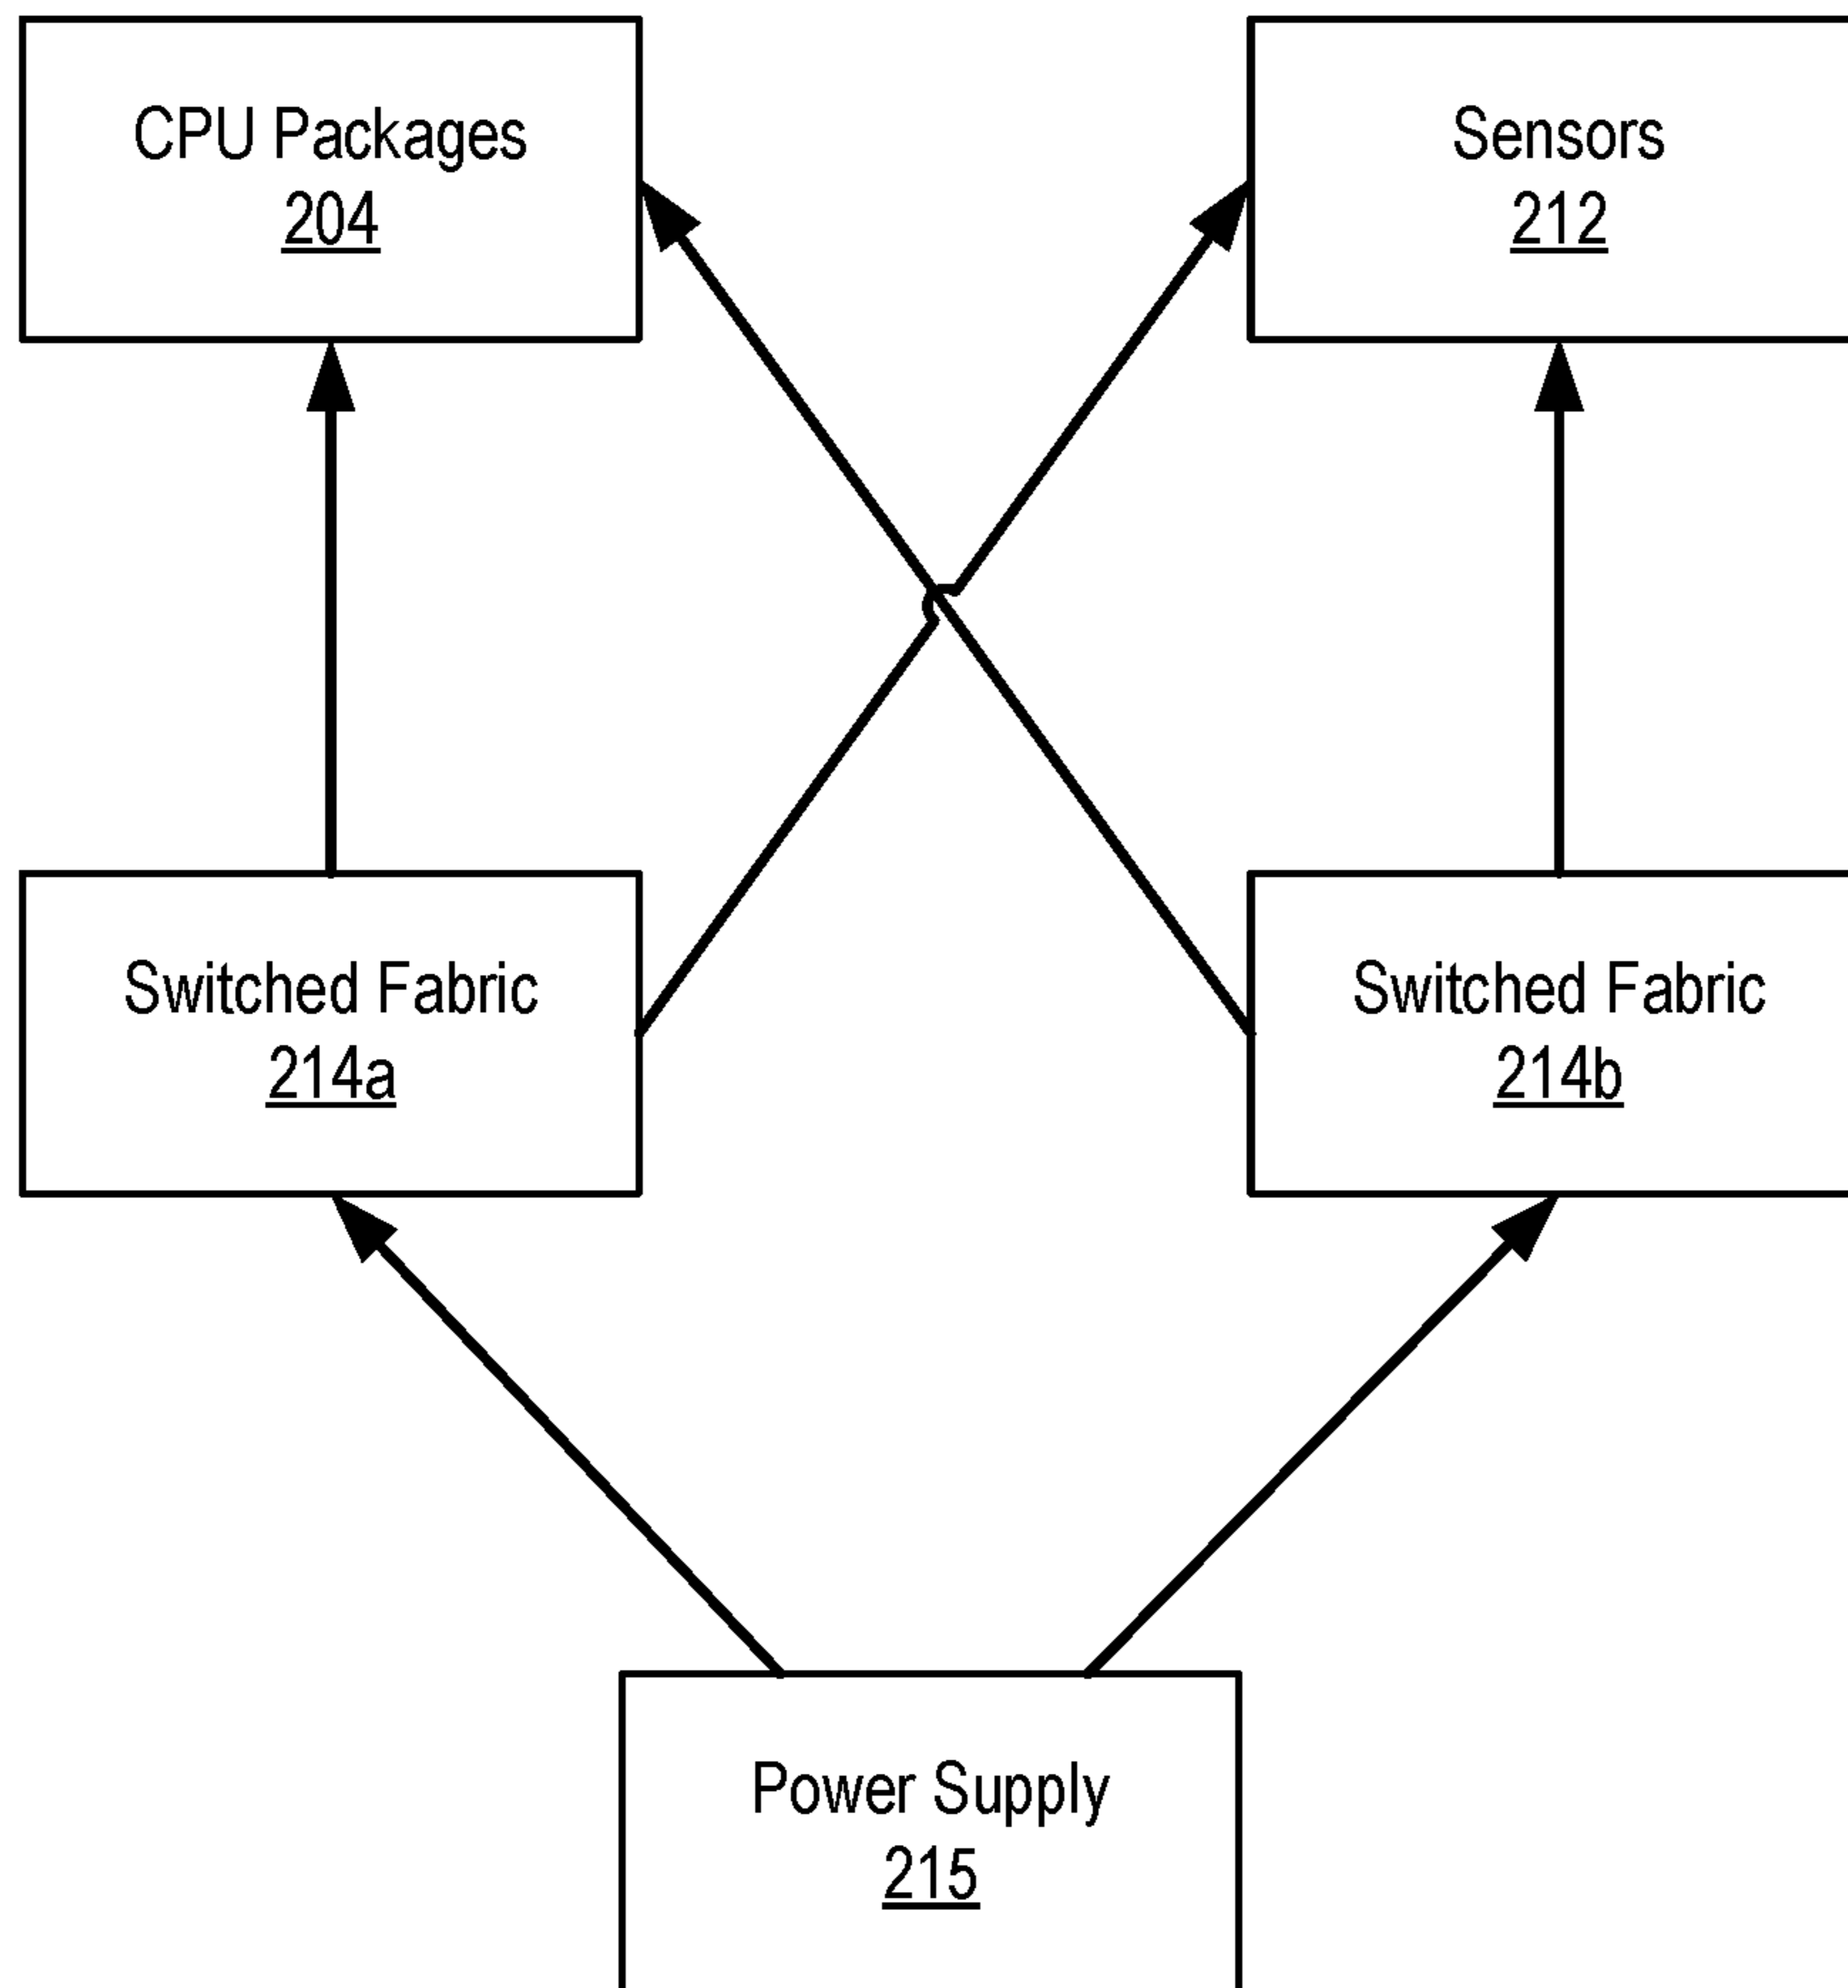 CPU Packages
204
Sensors
212
Switched Fabric
214a
Switched Fabric
214b
Power Supply
215